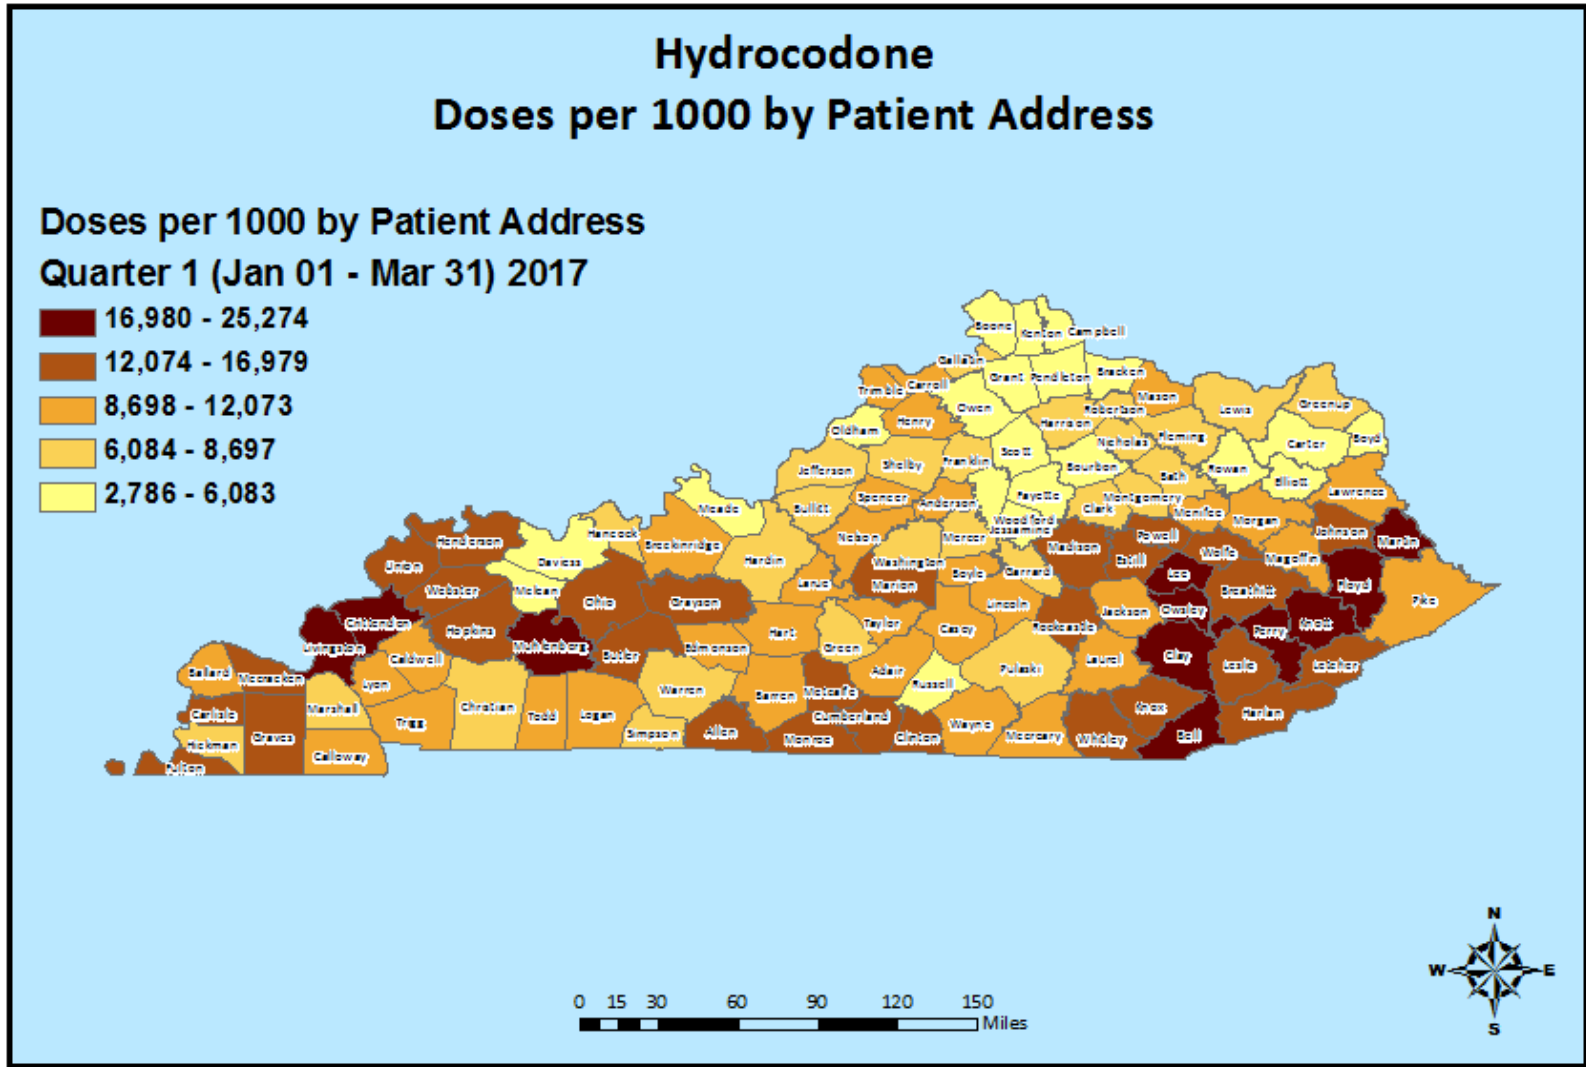 Hydrocodone
Doses per 1000 by Patient Address
Doses per 1000 by Patient Address
Quarter 1 (Jan 01 - Mar 31) 2017
16,980 - 25,274
12,074 - 16,979
8,698 - 12,073
6,084 - 8,697
2,786 - 6,083
Boone
Kenton
Campbell
Gallatin
Grant
Pendleton
Bracken
Trimble
Carroll
Mason
Owen
Robertson
Lewis
Greenup
Henry
Harrison
Oldham
Nicholas
Fleming
Carter
Boyd
Scott
Jefferson
Shelby
Franklin
Bourbon
Bath
Rowan
Elliott
Spencer
Anderson
Fayette
Montgomery
Lawrence
Meade
Bullitt
Clark
Menifee
Morgan
Woodford
Jessamine
Hancock
Henderson
Breckinridge
Nelson
Mercer
Madison
Powell
Johnson
Martin
Daviess
Hardin
Washington
Estill
Wolfe
Magoffin
Union
Webster
Mclean
Larue
Marion
Boyle
Garrard
Lee
Breathitt
Floyd
Ohio
Grayson
Lincoln
Jackson
Owsley
Pike
Crittenden
Hopkins
Hart
Taylor
Casey
Rockcastle
Perry
Knott
Livingston
Muhlenberg
Butler
Edmonson
Green
Caldwell
Adair
Pulaski
Laurel
Clay
Leslie
Letcher
Ballard
Mccracken
Lyon
Warren
Barren
Metcalfe
Russell
Carlisle
Marshall
Christian
Todd
Logan
Cumberland
Knox
Harlan
Hickman
Graves
Trigg
Simpson
Allen
Monroe
Clinton
Wayne
Mccreary
Whitley
Bell
Fulton
Calloway
N
W
E
S
0 15 30 60 90 120 150
Miles